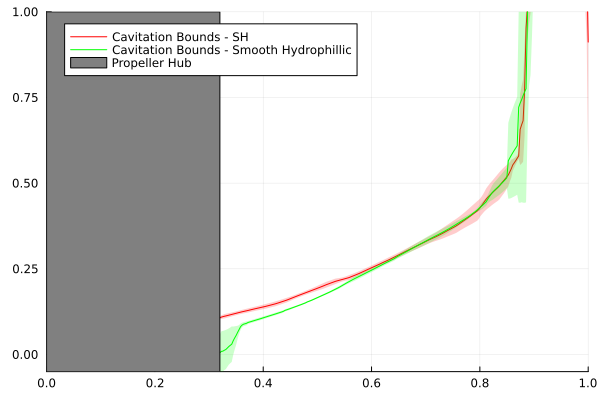 1.00
Cavitation Bounds - SH
Cavitation Bounds - Smooth Hydrophillic
Propeller Hub
0.75
0.50
0.25
0.00
0.0 0.2 0.4 0.6 0.8 1.0